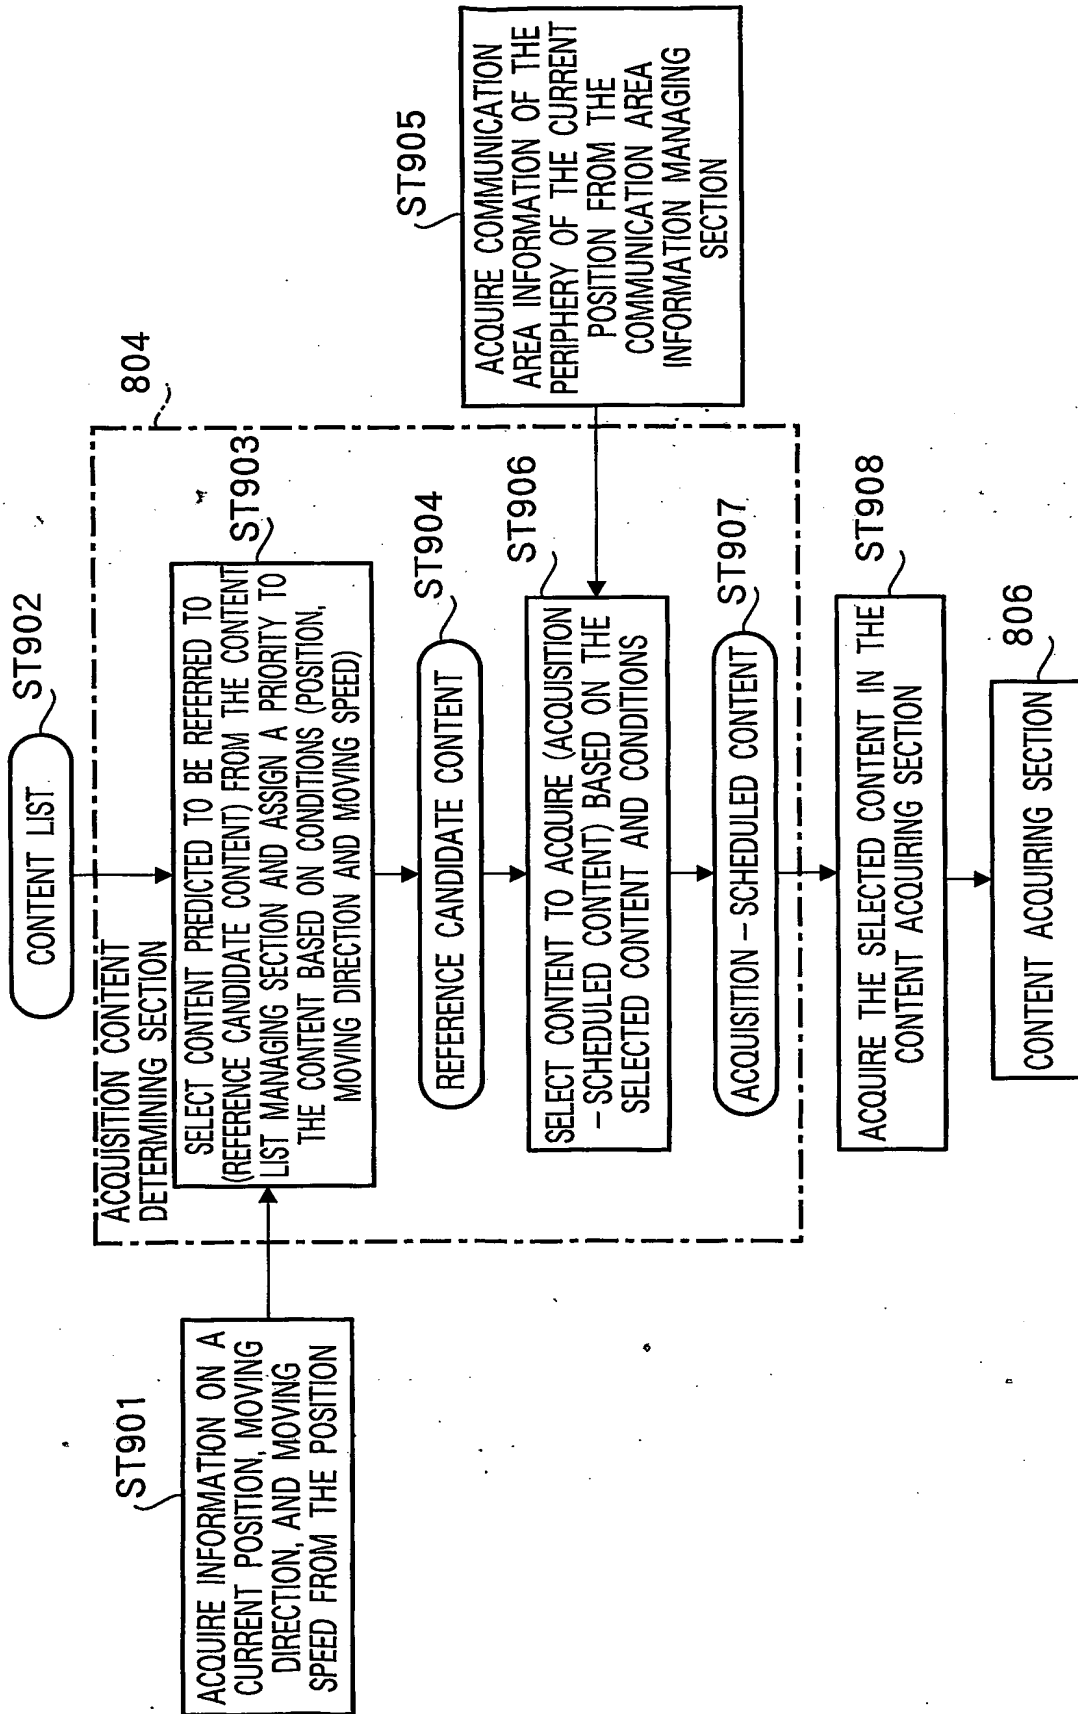 ST902
CONTENT LIST
804
ACQUISITION CONTENT
DETERMINING SECTION
ST903
SELECT CONTENT PREDICTED TO BE REFERRED TO
(REFERENCE CANDIDATE CONTENT) FROM THE CONTENT
LIST MANAGING SECTION AND ASSIGN A PRIORITY TO
THE CONTENT BASED ON CONDITIONS (POSITION,
MOVING DIRECTION AND MOVING SPEED)
ST901
ACQUIRE INFORMATION ON A
CURRENT POSITION, MOVING
DIRECTION, AND MOVING
SPEED FROM THE POSITION
ST904
REFERENCE CANDIDATE CONTENT
ST905
ACQUIRE COMMUNICATION
AREA INFORMATION OF THE
PERIPHERY OF THE CURRENT
POSITION FROM THE
COMMUNICATION AREA
INFORMATION MANAGING
SECTION
ST906
SELECT CONTENT TO ACQUIRE (ACQUISITION
– SCHEDULED CONTENT) BASED ON THE
SELECTED CONTENT AND CONDITIONS
ST907
ACQUISITION – SCHEDULED CONTENT
ST908
ACQUIRE THE SELECTED CONTENT IN THE
CONTENT ACQUIRING SECTION
806
CONTENT ACQUIRING SECTION